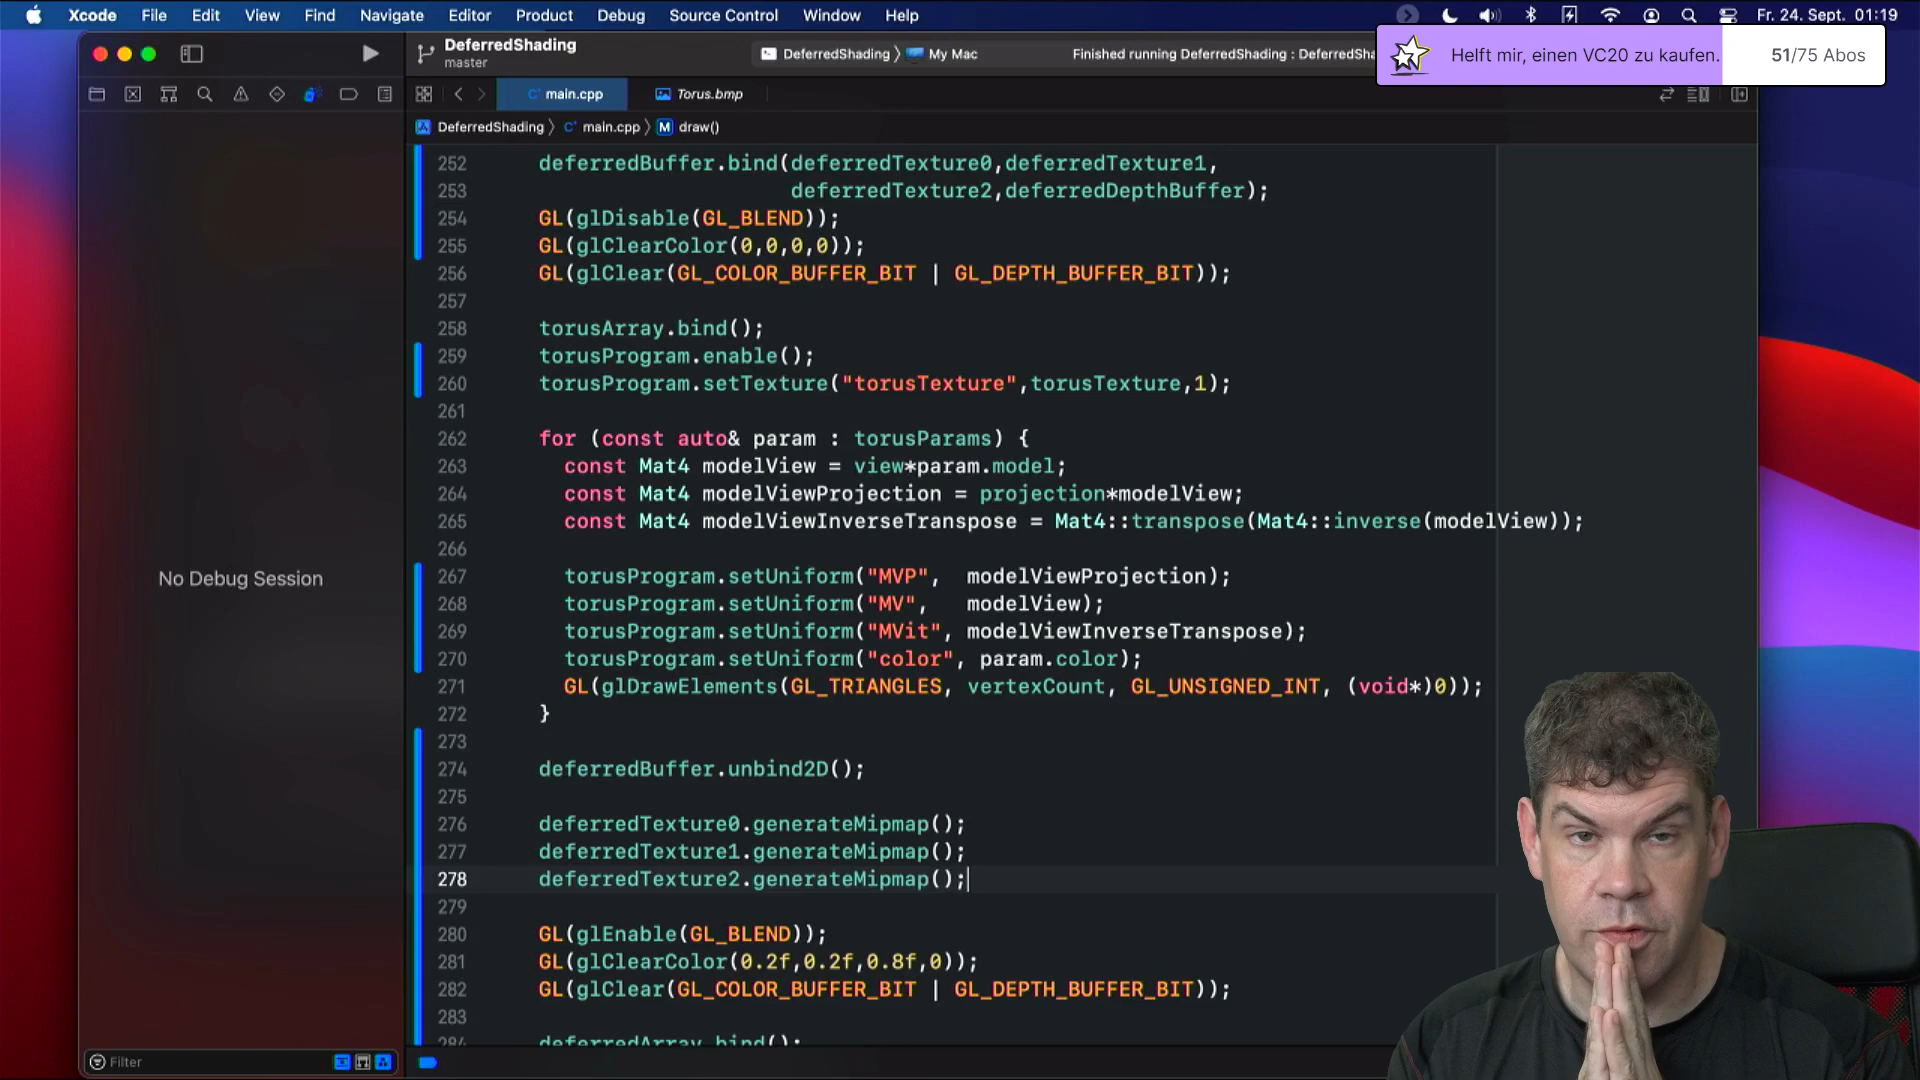 Xcode File Edit View Find Navigate Editor Product Debug Source Control Window Help
Fr. 24. Sept. 01:19
Helft mir, einen VC20 zu kaufen. 51/75 Abos
DeferredShading
master
DeferredShading 〉 My Mac
Finished running DeferredShading : DeferredSha
main.cpp
Torus.bmp
DeferredShading 〉 main.cpp 〉 M draw()
252 deferredBuffer.bind(deferredTexture0,deferredTexture1,
253 deferredTexture2,deferredDepthBuffer);
254 GL(glDisable(GL_BLEND));
255 GL(glClearColor(0,0,0,0));
256 GL(glClear(GL_COLOR_BUFFER_BIT | GL_DEPTH_BUFFER_BIT));
257
258 torusArray.bind();
259 torusProgram.enable();
260 torusProgram.setTexture("torusTexture",torusTexture,1);
261
262 for (const auto& param : torusParams) {
263 const Mat4 modelView = view*param.model;
264 const Mat4 modelViewProjection = projection*modelView;
265 const Mat4 modelViewInverseTranspose = Mat4::transpose(Mat4::inverse(modelView));
266
267 torusProgram.setUniform("MVP", modelViewProjection);
268 torusProgram.setUniform("MV", modelView);
269 torusProgram.setUniform("MVit", modelViewInverseTranspose);
270 torusProgram.setUniform("color", param.color);
271 GL(glDrawElements(GL_TRIANGLES, vertexCount, GL_UNSIGNED_INT, (void*)0));
272 }
273
274 deferredBuffer.unbind2D();
275
276 deferredTexture0.generateMipmap();
277 deferredTexture1.generateMipmap();
278 deferredTexture2.generateMipmap();
279
280 GL(glEnable(GL_BLEND));
281 GL(glClearColor(0.2f,0.2f,0.8f,0));
282 GL(glClear(GL_COLOR_BUFFER_BIT | GL_DEPTH_BUFFER_BIT));
283
284 deferredArray.bind();
No Debug Session
Filter